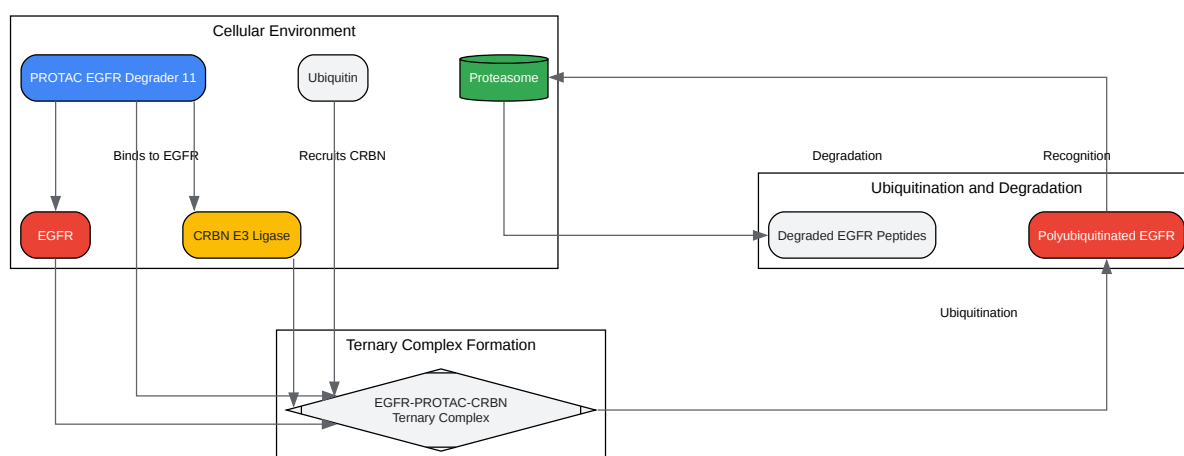 Cellular Environment
PROTAC EGFR Degrader 11
Ubiquitin
Proteasome
Binds to EGFR
Recruits CRBN
Degradation
Recognition
Ubiquitination and Degradation
EGFR
CRBN E3 Ligase
Degraded EGFR Peptides
Polyubiquitinated EGFR
Ubiquitination
Ternary Complex Formation
EGFR-PROTAC-CRBN
Ternary Complex